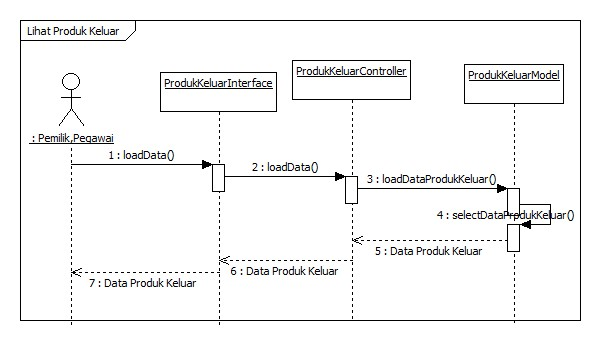 Lihat Produk Keluar
ProdukKeluarInterface
ProdukKeluarController
ProdukKeluarModel
: Pemilik,Pegawai
1 : loadData()
2 : loadData()
3 : loadDataProdukKeluar()
4 : selectDataProdukKeluar()
5 : Data Produk Keluar
6 : Data Produk Keluar
7 : Data Produk Keluar